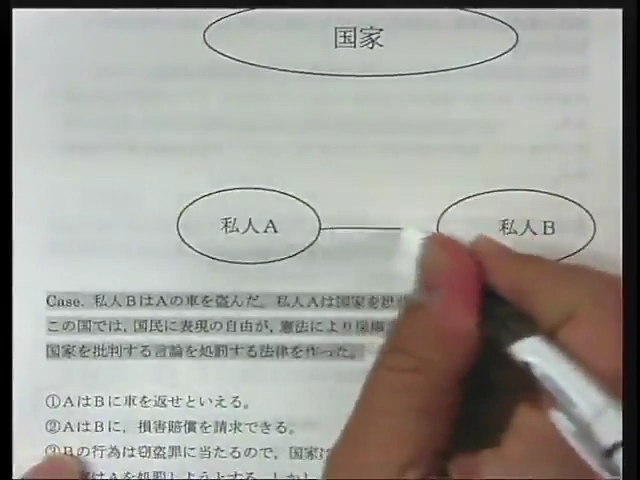 国家
私人A
私人B
Case. 私人BはAの車を盗んだ。私人Aは国家を批
この国では、国民に表現の自由が、憲法により保障
国家を批判する言論を処罰する法律を作った。
①AはBに車を返せといえる。
②AはBに、損害賠償を請求できる。
③Bの行為は窃盗罪に当たるので、国家は
はAを処罰しようとする。しかし